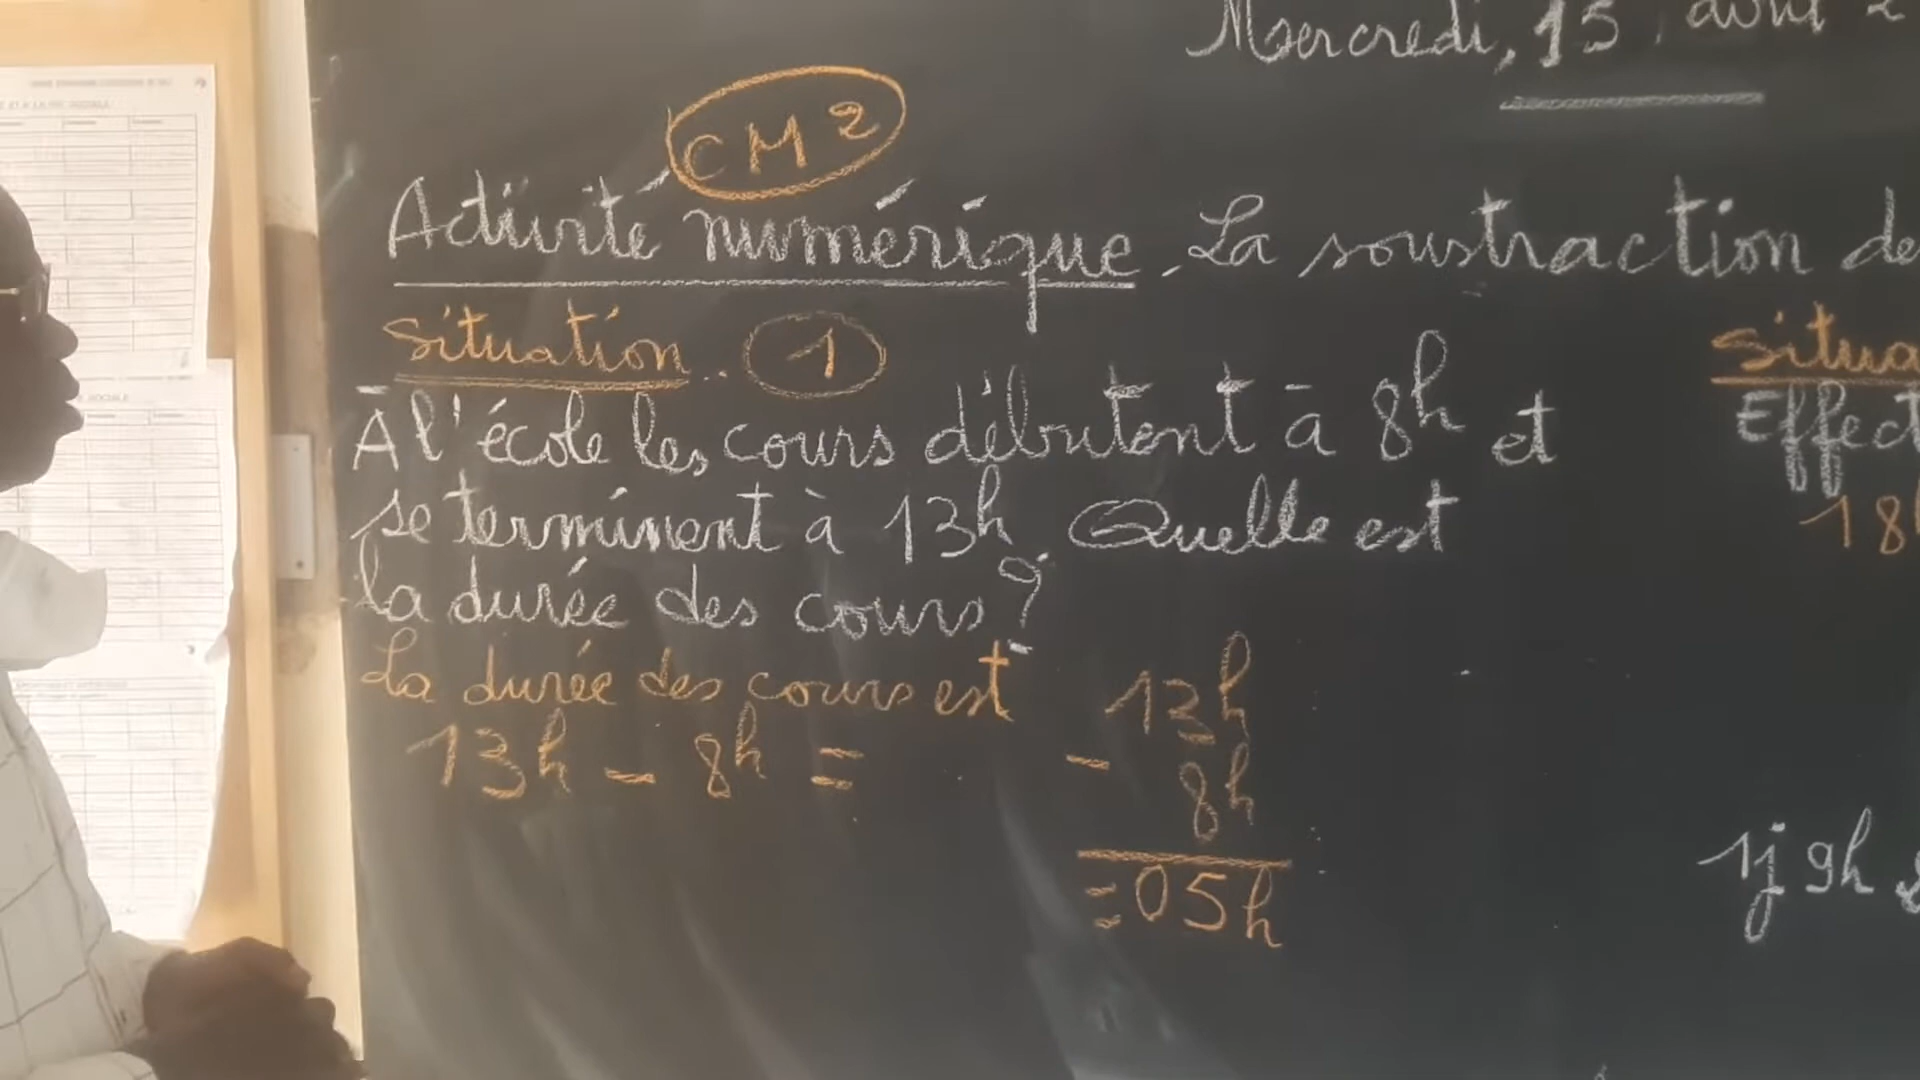 Mercredi, 15
CM2
Activité numérique. La soustraction de
Situation. 1
À l'école les cours débutent à 8h et
se terminent à 13h Quelle est
la durée des cours?
La durée des cours est
13h - 8h =
13h
- 8h
= 05h
Situa
Effect
18h
1j 9h